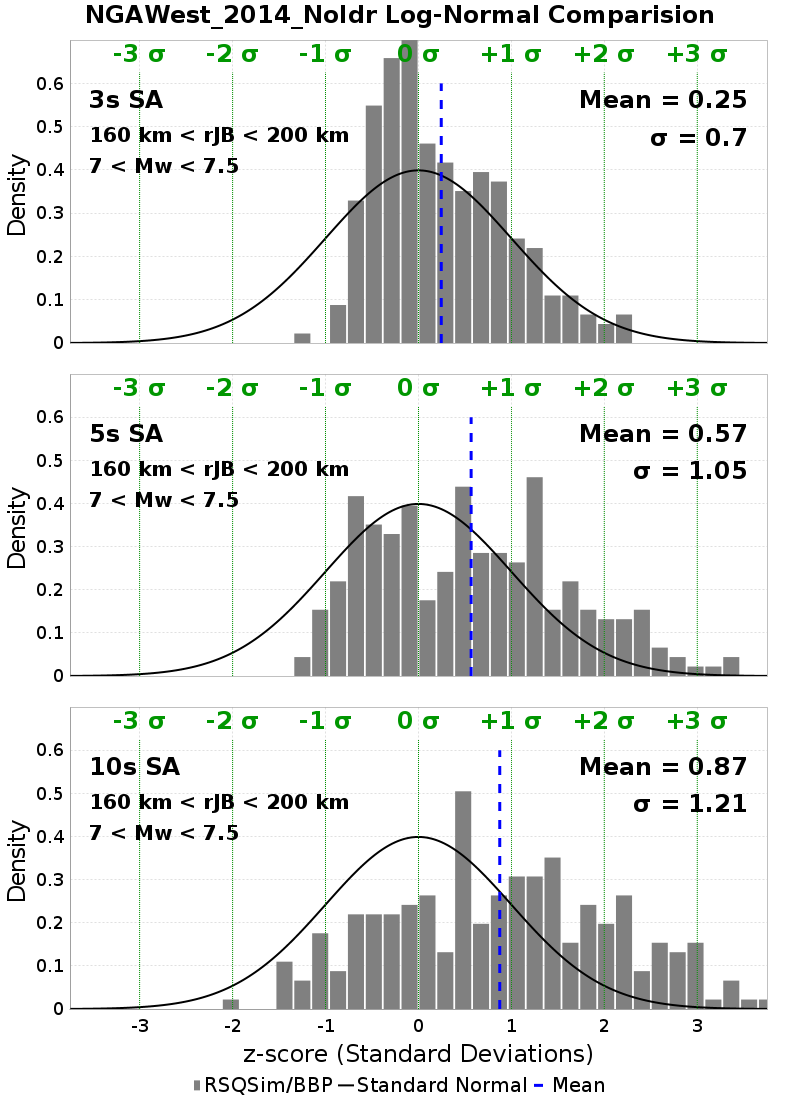 NGAWest_2014_NoIdr Log-Normal Comparision
-3 σ -2 σ -1 σ 0 σ +1 σ +2 σ +3 σ
0.6
3s SA Mean = 0.25
0.5
160 km < rJB < 200 km σ = 0.7
7 < Mw < 7.5
0.4
0.3
0.2
0.1
0
Density
-3 σ -2 σ -1 σ 0 σ +1 σ +2 σ +3 σ
0.6
5s SA Mean = 0.57
0.5
160 km < rJB < 200 km σ = 1.05
7 < Mw < 7.5
0.4
0.3
0.2
0.1
0
Density
-3 σ -2 σ -1 σ 0 σ +1 σ +2 σ +3 σ
0.6
10s SA Mean = 0.87
0.5
160 km < rJB < 200 km σ = 1.21
7 < Mw < 7.5
0.4
0.3
0.2
0.1
0
Density
-3 -2 -1 0 1 2 3
z-score (Standard Deviations)
RSQSim/BBP Standard Normal Mean